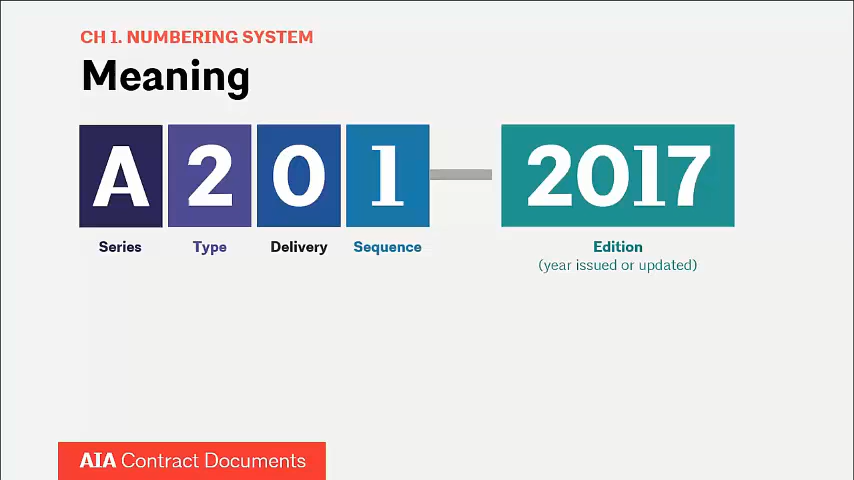 CH 1. NUMBERING SYSTEM
Meaning
A 2 0 1 — 2017
Series Type Delivery Sequence Edition
(year issued or updated)
AIA Contract Documents